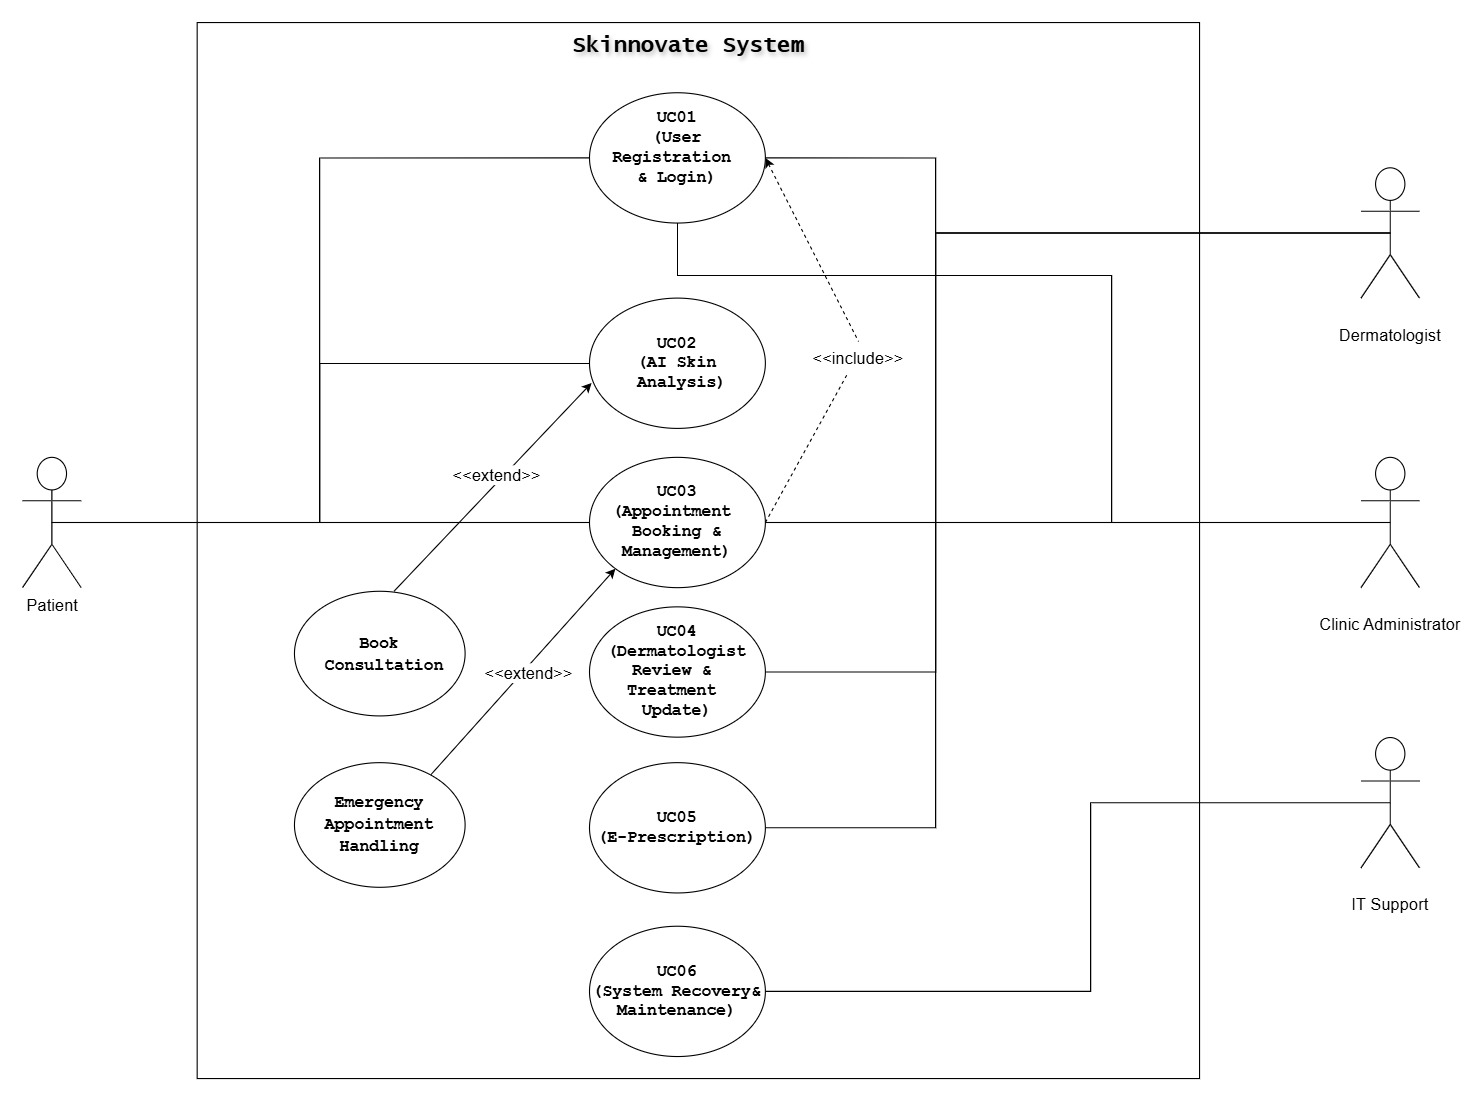 Skinnovate System
UC01
(User
Registration
& Login)
Dermatologist
UC02
(AI Skin
Analysis)
<<include>>
<<extend>>
UC03
(Appointment
Booking &
Management)
Patient
Clinic Administrator
Book
Consultation
<<extend>>
UC04
(Dermatologist
Review &
Treatment
Update)
Emergency
Appointment
Handling
UC05
(E-Prescription)
IT Support
UC06
(System Recovery&
Maintenance)